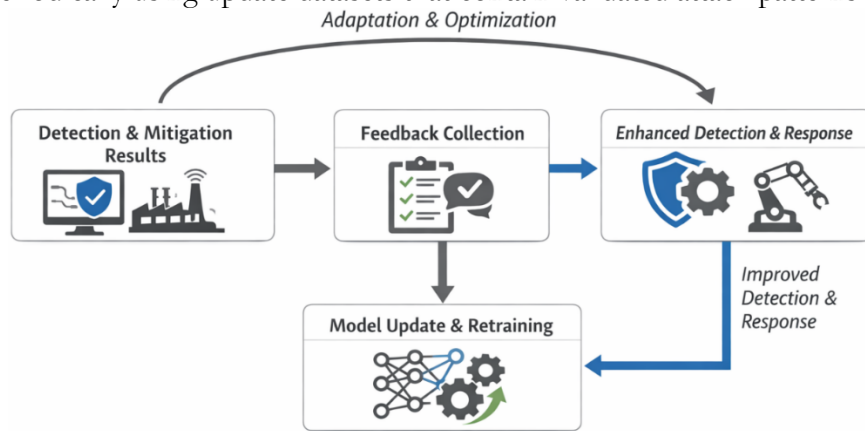 Adaptation & Optimization
Detection & Mitigation
Results
Feedback Collection
Enhanced Detection & Response
Improved
Detection &
Response
Model Update & Retraining